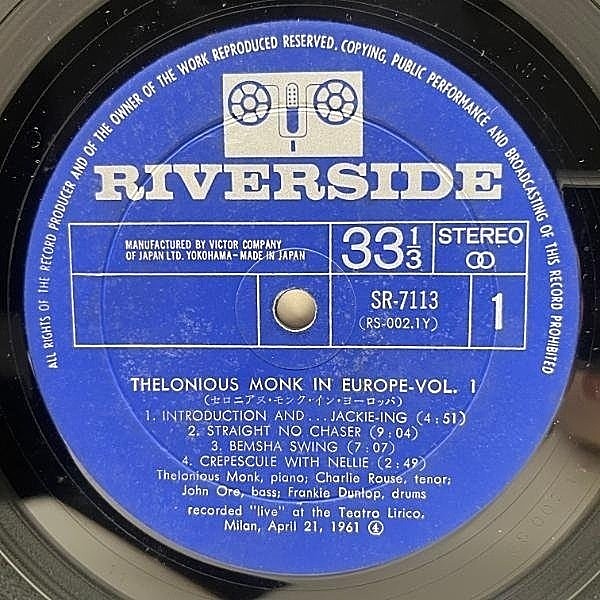 ALL RIGHTS OF THE RECORD PRODUCER AND OF THE OWNER OF THE WORK REPRODUCED RESERVED. COPYING, PUBLIC PERFORMANCE AND BROADCASTING OF THIS RECORD PROHIBITED
RIVERSIDE
MANUFACTURED BY VICTOR COMPANY
OF JAPAN LTD. YOKOHAMA–MADE IN JAPAN
33 1/3
STEREO
SR-7113
(RS-002.1Y)
1
THELONIOUS MONK IN EUROPE-VOL. 1
(セロニアス・モンク・イン・ヨーロッパ)
1. INTRODUCTION AND...JACKIE-ING (4:51)
2. STRAIGHT NO CHASER (9:04)
3. BEMSHA SWING (7:07)
4. CREPESCULE WITH NELLIE (2:49)
Thelonious Monk, piano; Charlie Rouse, tenor;
John Ore, bass; Frankie Dunlop, drums
recorded "live" at the Teatro Lirico,
Milan, April 21, 1961 ④